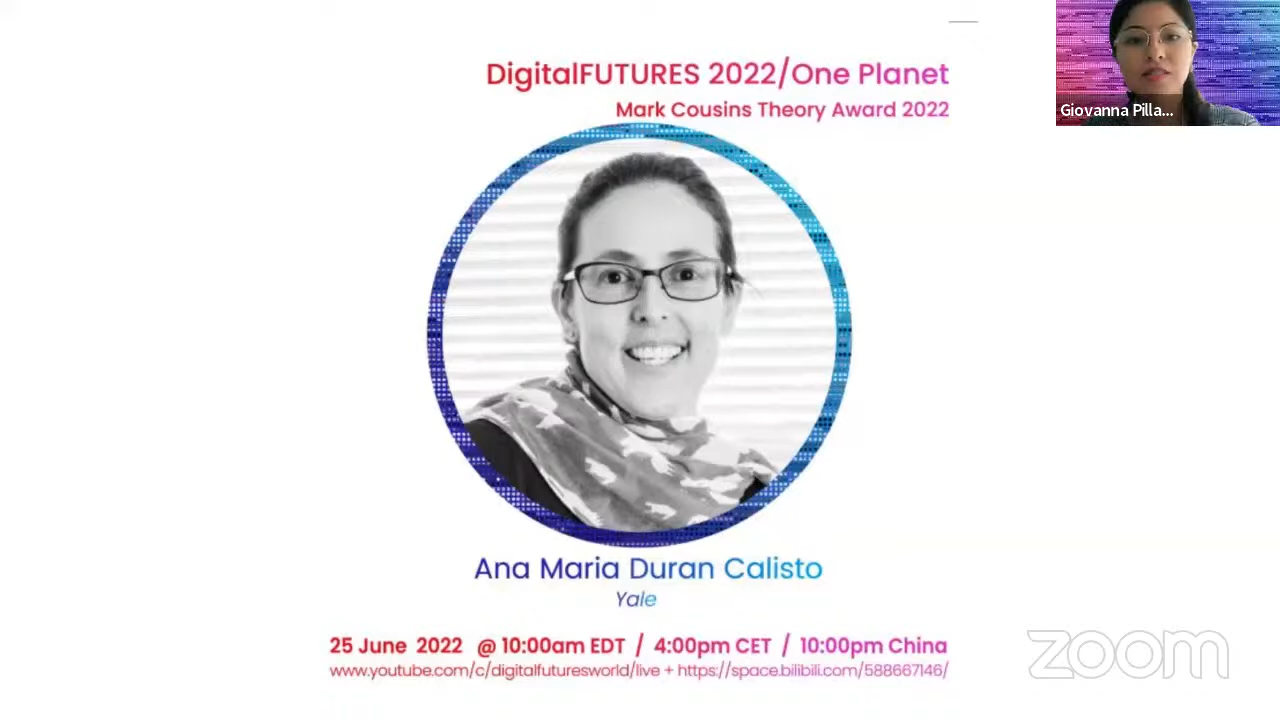 DigitalFUTURES 2022/One Planet
Mark Cousins Theory Award 2022
Giovanna Pilla...
Ana Maria Duran Calisto
Yale
25 June 2022 @ 10:00am EDT / 4:00pm CET / 10:00pm China
www.youtube.com/c/digitalfuturesworld/live + https://space.bilibili.com/588667146/
zoom